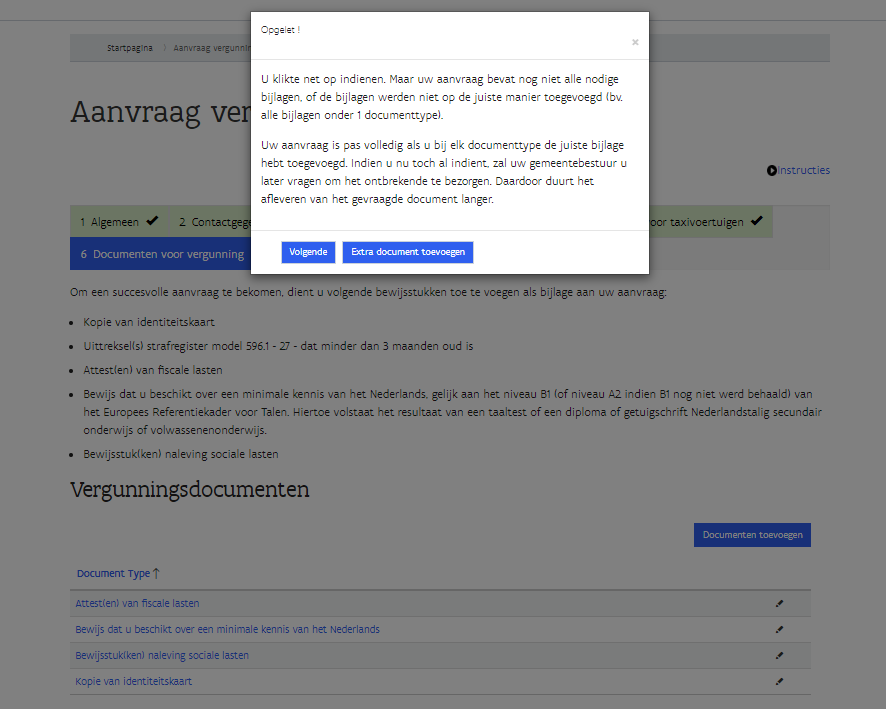 Opgelet !
×
U klikte net op indienen. Maar uw aanvraag bevat nog niet alle nodige
bijlagen, of de bijlagen werden niet op de juiste manier toegevoegd (bv.
alle bijlagen onder 1 documenttype).
Uw aanvraag is pas volledig als u bij elk documenttype de juiste bijlage
hebt toegevoegd. Indien u nu toch al indient, zal uw gemeentebestuur u
later vragen om het ontbrekende te bezorgen. Daardoor duurt het
afleveren van het gevraagde document langer.
Volgende Extra document toevoegen
Startpagina Aanvraag vergunnin
Aanvraag ver
Instructies
1 Algemeen 2 Contactgege voor taxivoertuigen
6 Documenten voor vergunning
Om een succesvolle aanvraag te bekomen, dient u volgende bewijsstukken toe te voegen als bijlage aan uw aanvraag:
• Kopie van identiteitskaart
• Uittreksel(s) strafregister model 596.1 - 27 - dat minder dan 3 maanden oud is
• Attest(en) van fiscale lasten
• Bewijs dat u beschikt over een minimale kennis van het Nederlands, gelijk aan het niveau B1 (of niveau A2 indien B1 nog niet werd behaald) van
het Europees Referentiekader voor Talen. Hiertoe volstaat het resultaat van een taaltest of een diploma of getuigschrift Nederlandstalig secundair
onderwijs of volwassenenonderwijs.
• Bewijsstuk(ken) naleving sociale lasten
Vergunningsdocumenten
Documenten toevoegen
Document Type ↑
Attest(en) van fiscale lasten
Bewijs dat u beschikt over een minimale kennis van het Nederlands
Bewijsstuk(ken) naleving sociale lasten
Kopie van identiteitskaart